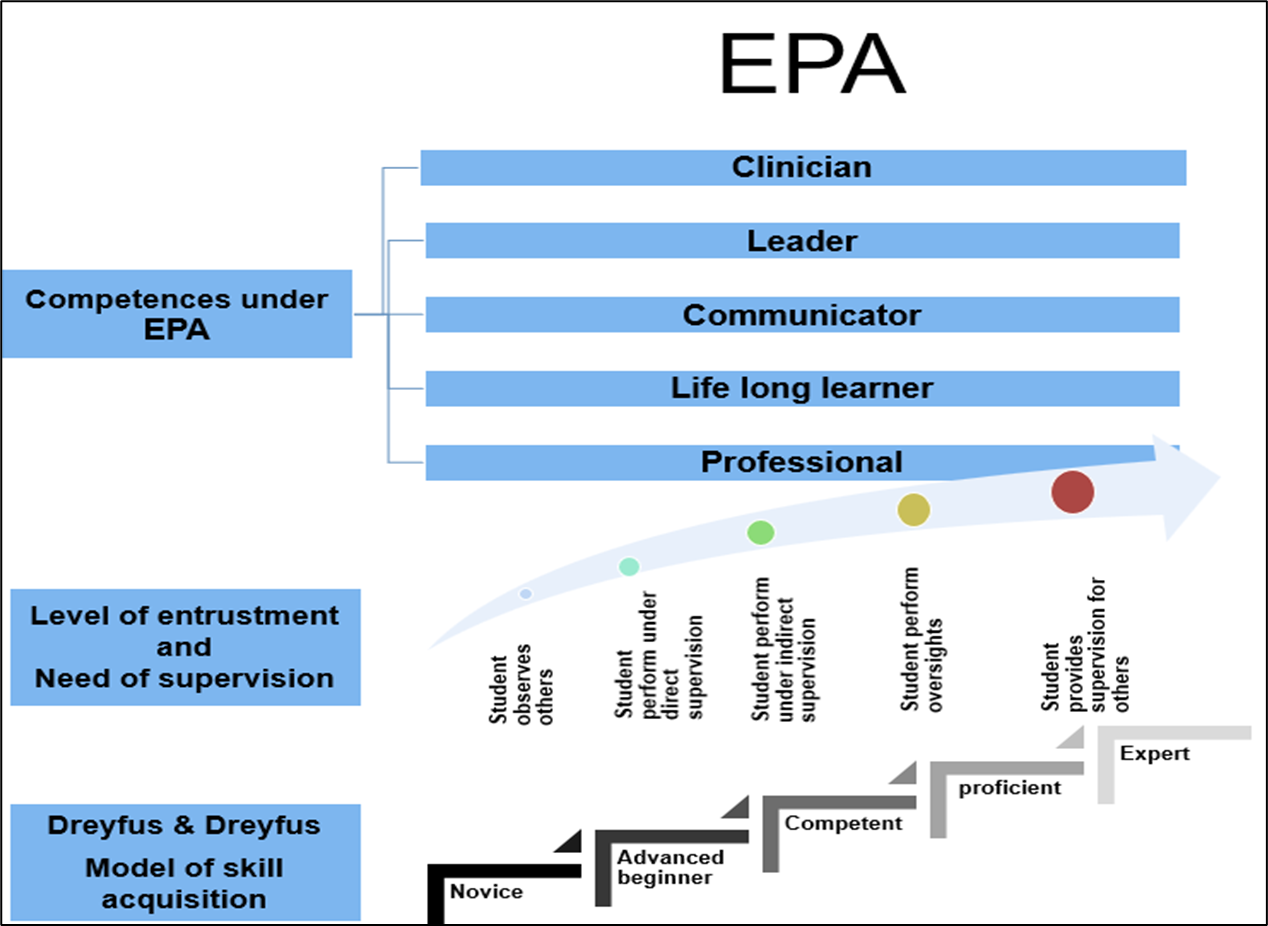 EPA
Clinician
Leader
Competences under
EPA
Communicator
Life long learner
Professional
Level of entrustment
and
Need of supervision
Student
observes
others
Student
perform under
direct
supervision
Student perform
under indirect
supervision
Student perform
oversights
Student
provides
supervision for
others
Dreyfus & Dreyfus
Model of skill
acquisition
Novice
Advanced
beginner
Competent
proficient
Expert